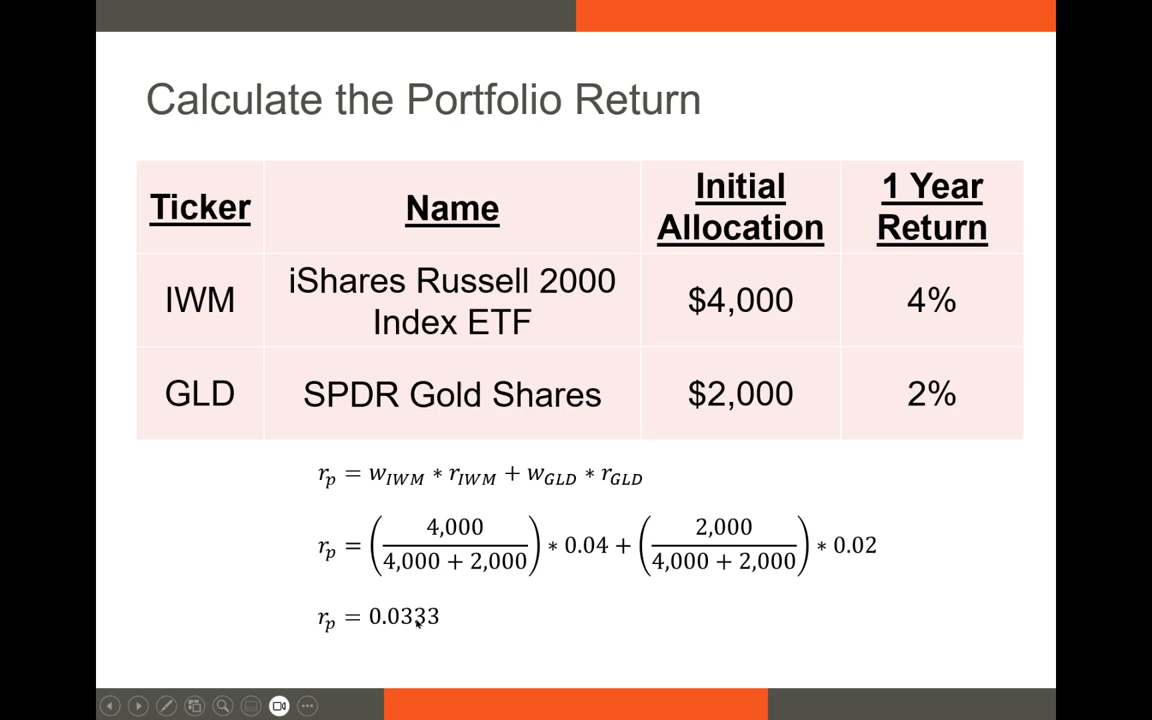 Calculate the Portfolio Return
Ticker Name Initial Allocation 1 Year Return
IWM iShares Russell 2000 Index ETF $4,000 4%
GLD SPDR Gold Shares $2,000 2%
r_p = w_IWM ∗ r_IWM + w_GLD ∗ r_GLD
r_p = (4,000 / 4,000 + 2,000) ∗ 0.04 + (2,000 / 4,000 + 2,000) ∗ 0.02
r_p = 0.0333